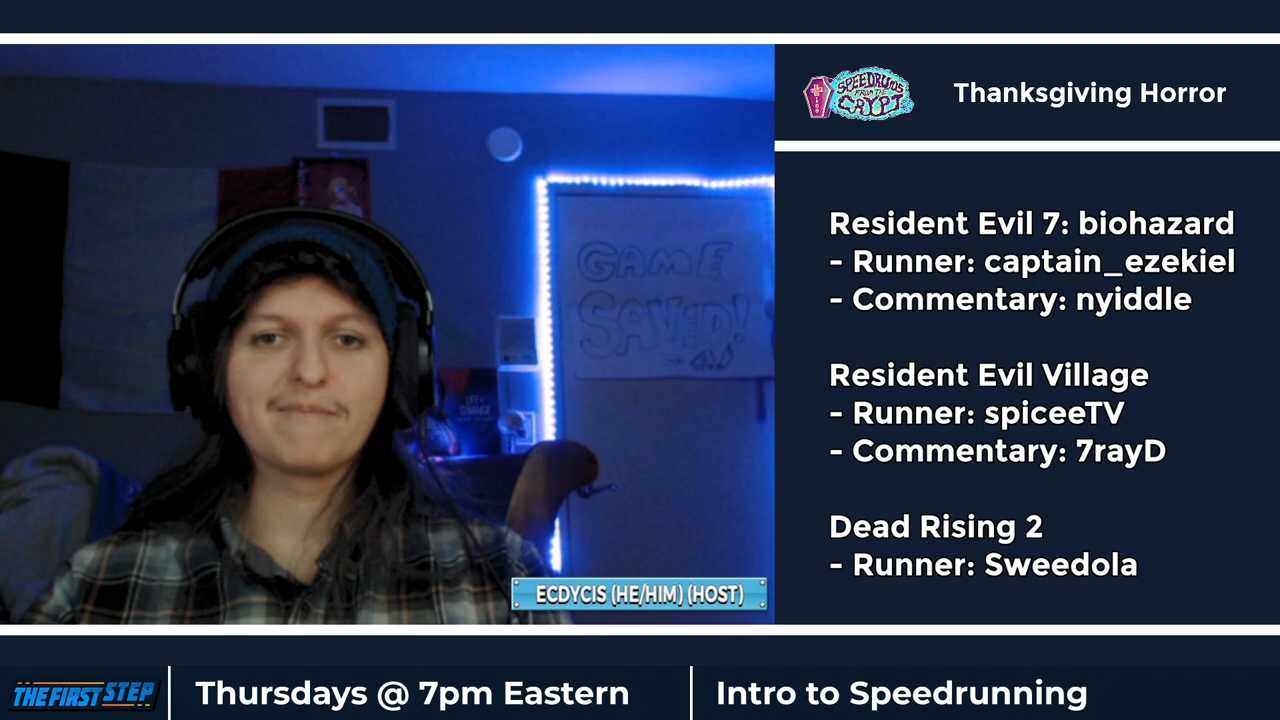 SPEEDRUNS
FROM THE
CRYPT
Thanksgiving Horror
GAME
SAVED!
Resident Evil 7: biohazard
- Runner: captain_ezekiel
- Commentary: nyiddle
Resident Evil Village
- Runner: spiceeTV
- Commentary: 7rayD
Dead Rising 2
- Runner: Sweedola
ECDYCIS (HE/HIM) (HOST)
THE FIRST STEP
Thursdays @ 7pm Eastern
Intro to Speedrunning